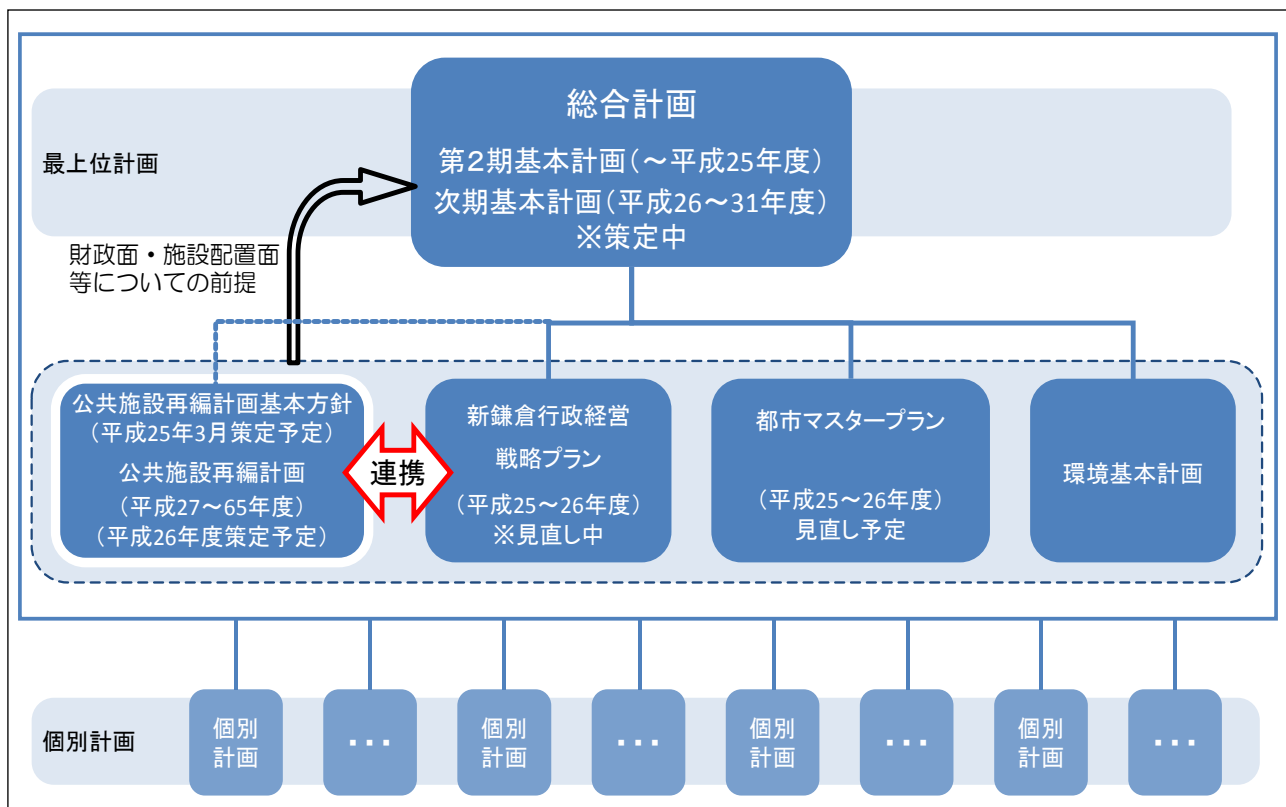 総合計画
第2期基本計画(～平成25年度)
次期基本計画(平成26～31年度)
※策定中
最上位計画
財政面・施設配置面
等についての前提
公共施設再編計画基本方針
(平成25年3月策定予定)
公共施設再編計画
(平成27～65年度)
(平成26年度策定予定)
連携
新鎌倉行政経営
戦略プラン
(平成25～26年度)
※見直し中
都市マスタープラン
(平成25～26年度)
見直し予定
環境基本計画
個別計画
個別
計画
･･･
個別
計画
･･･
個別
計画
･･･
個別
計画
･･･